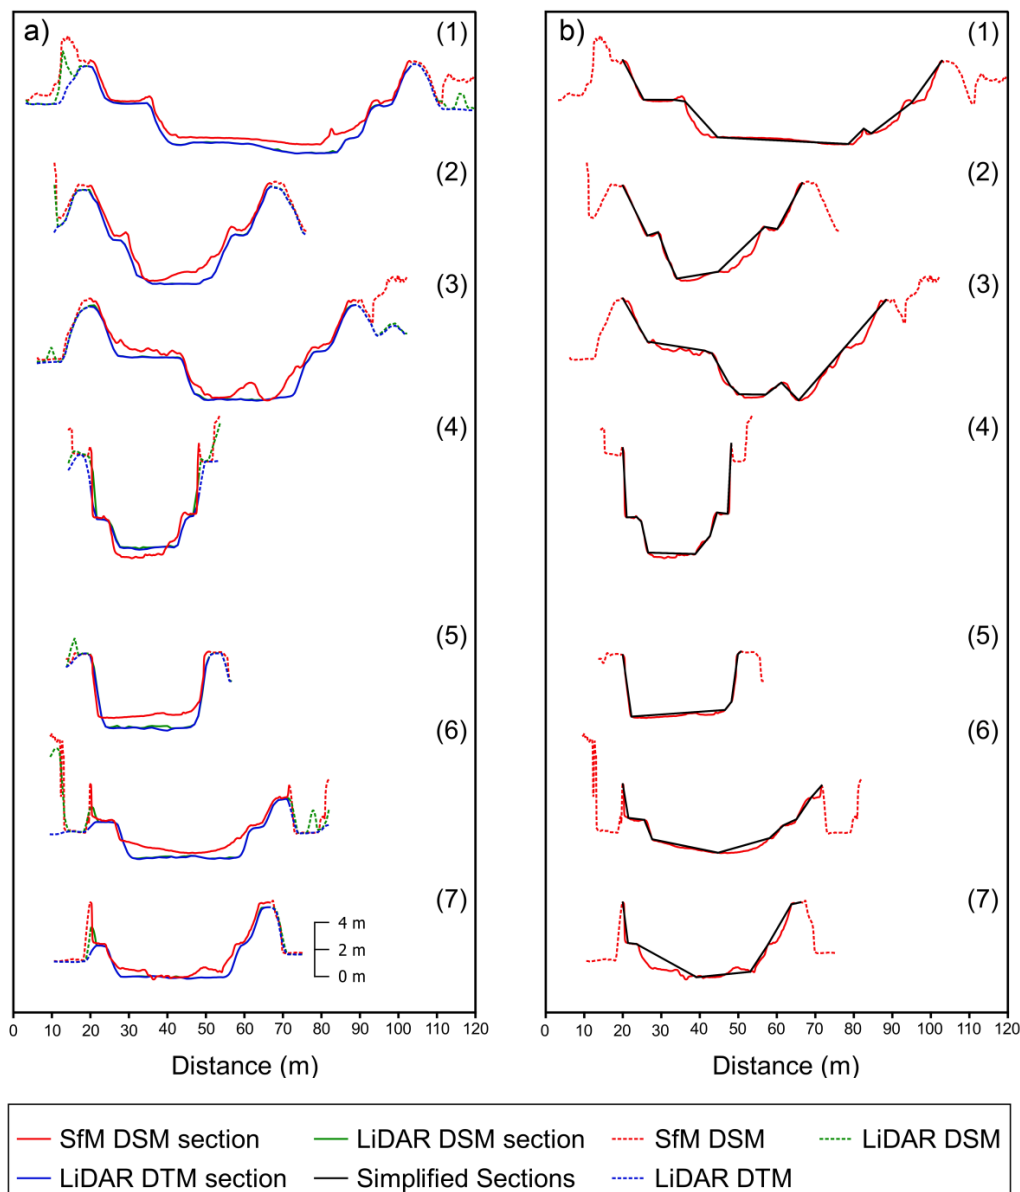 a)
(1)
(2)
(3)
(4)
(5)
(6)
(7)
4 m
2 m
0 m
0 10 20 30 40 50 60 70 80 90 100 120
Distance (m)
b)
(1)
(2)
(3)
(4)
(5)
(6)
(7)
0 10 20 30 40 50 60 70 80 90 100 110 120
Distance (m)
SfM DSM section LiDAR DSM section SfM DSM LiDAR DSM
LiDAR DTM section Simplified Sections LiDAR DTM